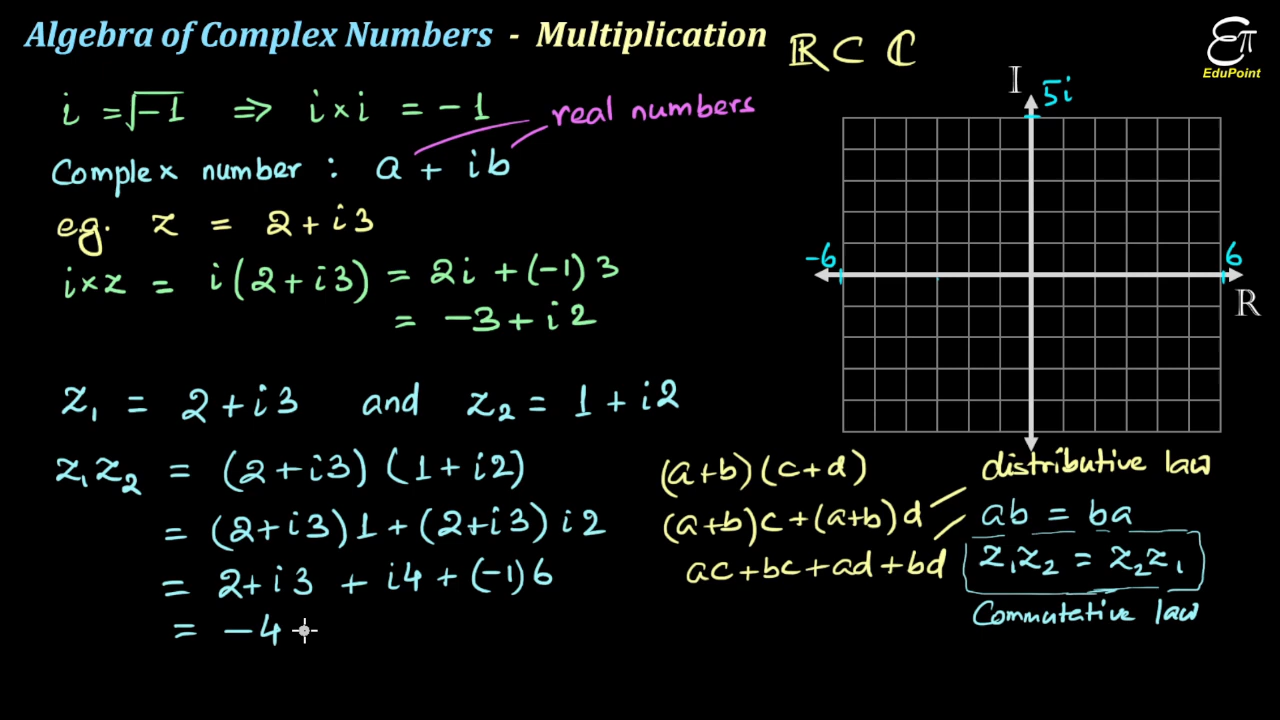 Algebra of Complex Numbers - Multiplication
ℝ ⊂ ℂ
επ
EduPoint
i = √-1 ⇒ i×i = -1
real numbers
Complex number : a + ib
eg. z = 2 + i3
i×z = i(2+i3) = 2i + (-1)3
= -3 + i2
I
5i
-6
6
R
z₁ = 2+i3 and z₂ = 1+i2
z₁z₂ = (2+i3)(1+i2)
= (2+i3)1 + (2+i3)i2
= 2+i3 + i4 + (-1)6
= -4
(a+b)(c+d)
(a+b)c+(a+b)d
ac+bc+ad+bd
distributive law
ab = ba
z₁z₂ = z₂z₁
Commutative law